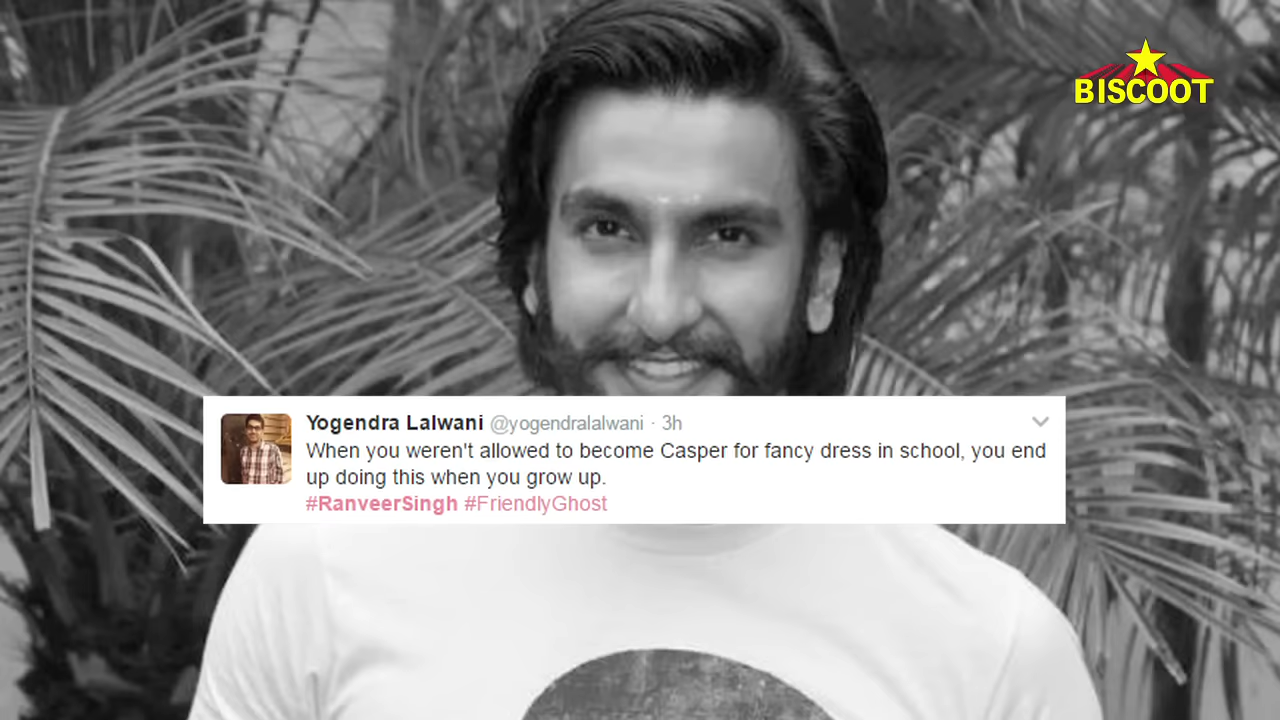 BISCOOT
Yogendra Lalwani @yogendralalwani · 3h
When you weren't allowed to become Casper for fancy dress in school, you end
up doing this when you grow up.
#RanveerSingh #FriendlyGhost